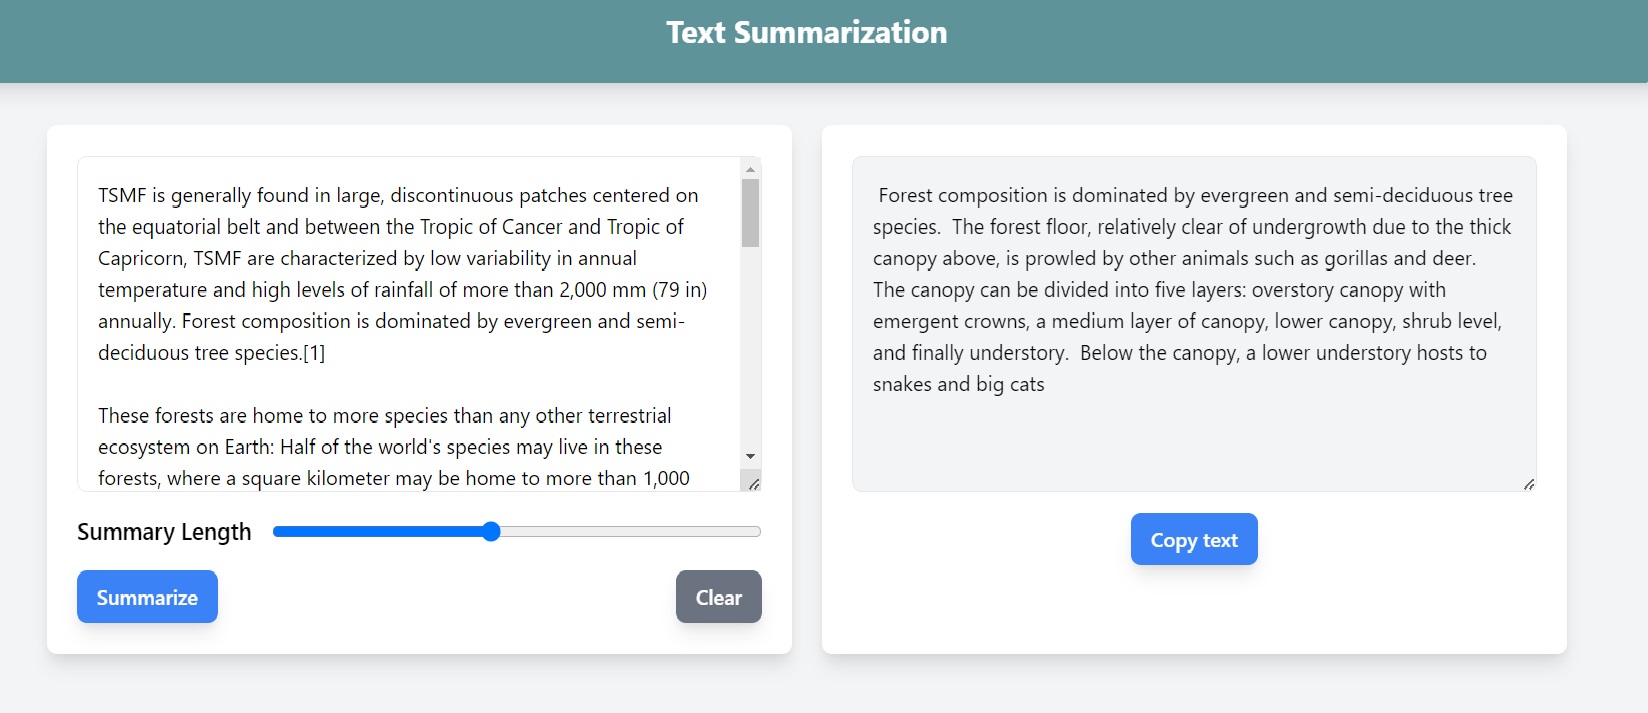 Text Summarization
TSMF is generally found in large, discontinuous patches centered on
the equatorial belt and between the Tropic of Cancer and Tropic of
Capricorn, TSMF are characterized by low variability in annual
temperature and high levels of rainfall of more than 2,000 mm (79 in)
annually. Forest composition is dominated by evergreen and semi-
deciduous tree species.[1]
These forests are home to more species than any other terrestrial
ecosystem on Earth: Half of the world's species may live in these
forests, where a square kilometer may be home to more than 1,000
Summary Length
Summarize
Clear
Forest composition is dominated by evergreen and semi-deciduous tree
species.  The forest floor, relatively clear of undergrowth due to the thick
canopy above, is prowled by other animals such as gorillas and deer.
The canopy can be divided into five layers: overstory canopy with
emergent crowns, a medium layer of canopy, lower canopy, shrub level,
and finally understory.  Below the canopy, a lower understory hosts to
snakes and big cats
Copy text